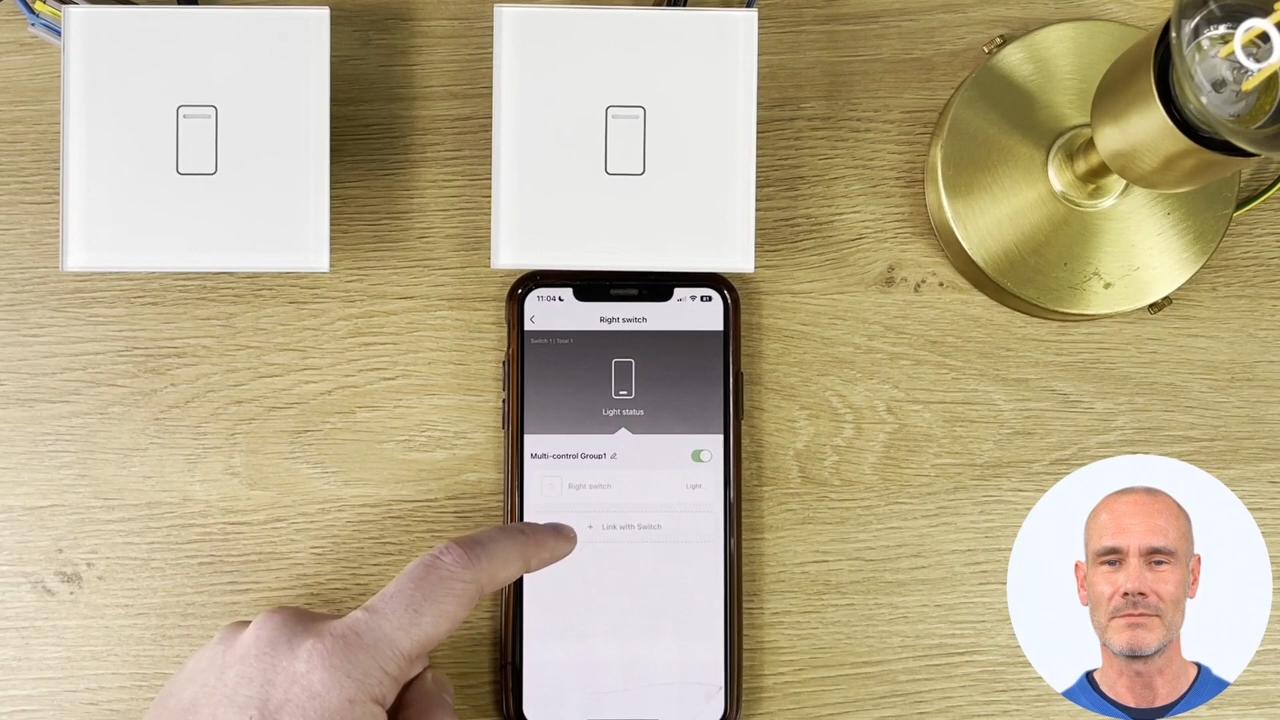 11:04
81
Right switch
Switch 1 | Total 1
Light status
Multi-control Group1
Right switch
Light...
+ Link with Switch